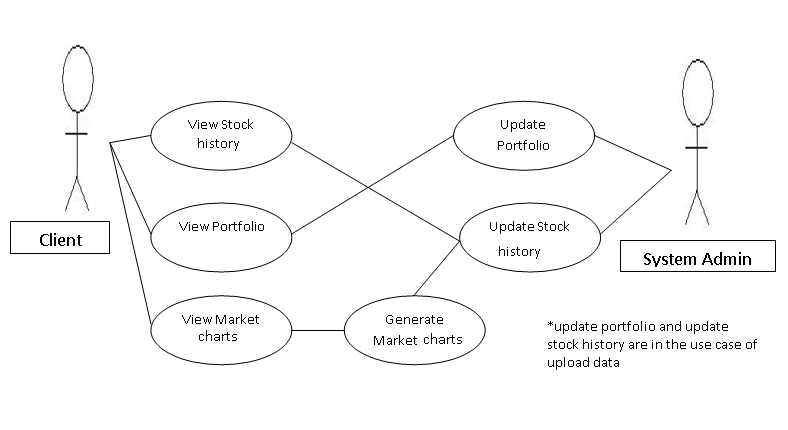 View Stock
history
Update
Portfolio
View Portfolio
Update Stock
history
Client
System Admin
View Market
charts
Generate
Market charts
*update portfolio and update
stock history are in the use case of
upload data